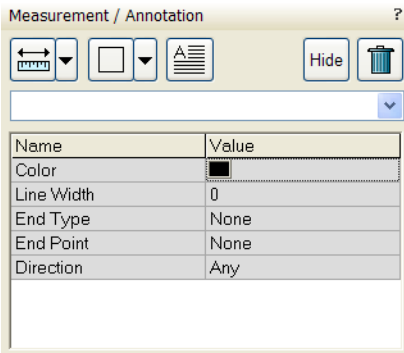 Measurement / Annotation ?
A
Hide
Name Value
Color
Line Width 0
End Type None
End Point None
Direction Any